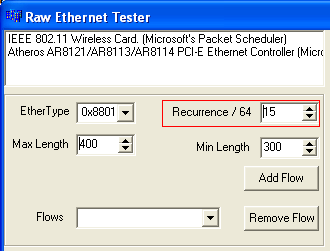 Raw Ethernet Tester
IEEE 802.11 Wireless Card. (Microsoft's Packet Scheduler)
Atheros AR8121/AR8113/AR8114 PCI-E Ethernet Controller (Micro
EtherType 0x8801 Recurrence / 64 15
Max Length 400 Min Length 300
Add Flow
Flows Remove Flow